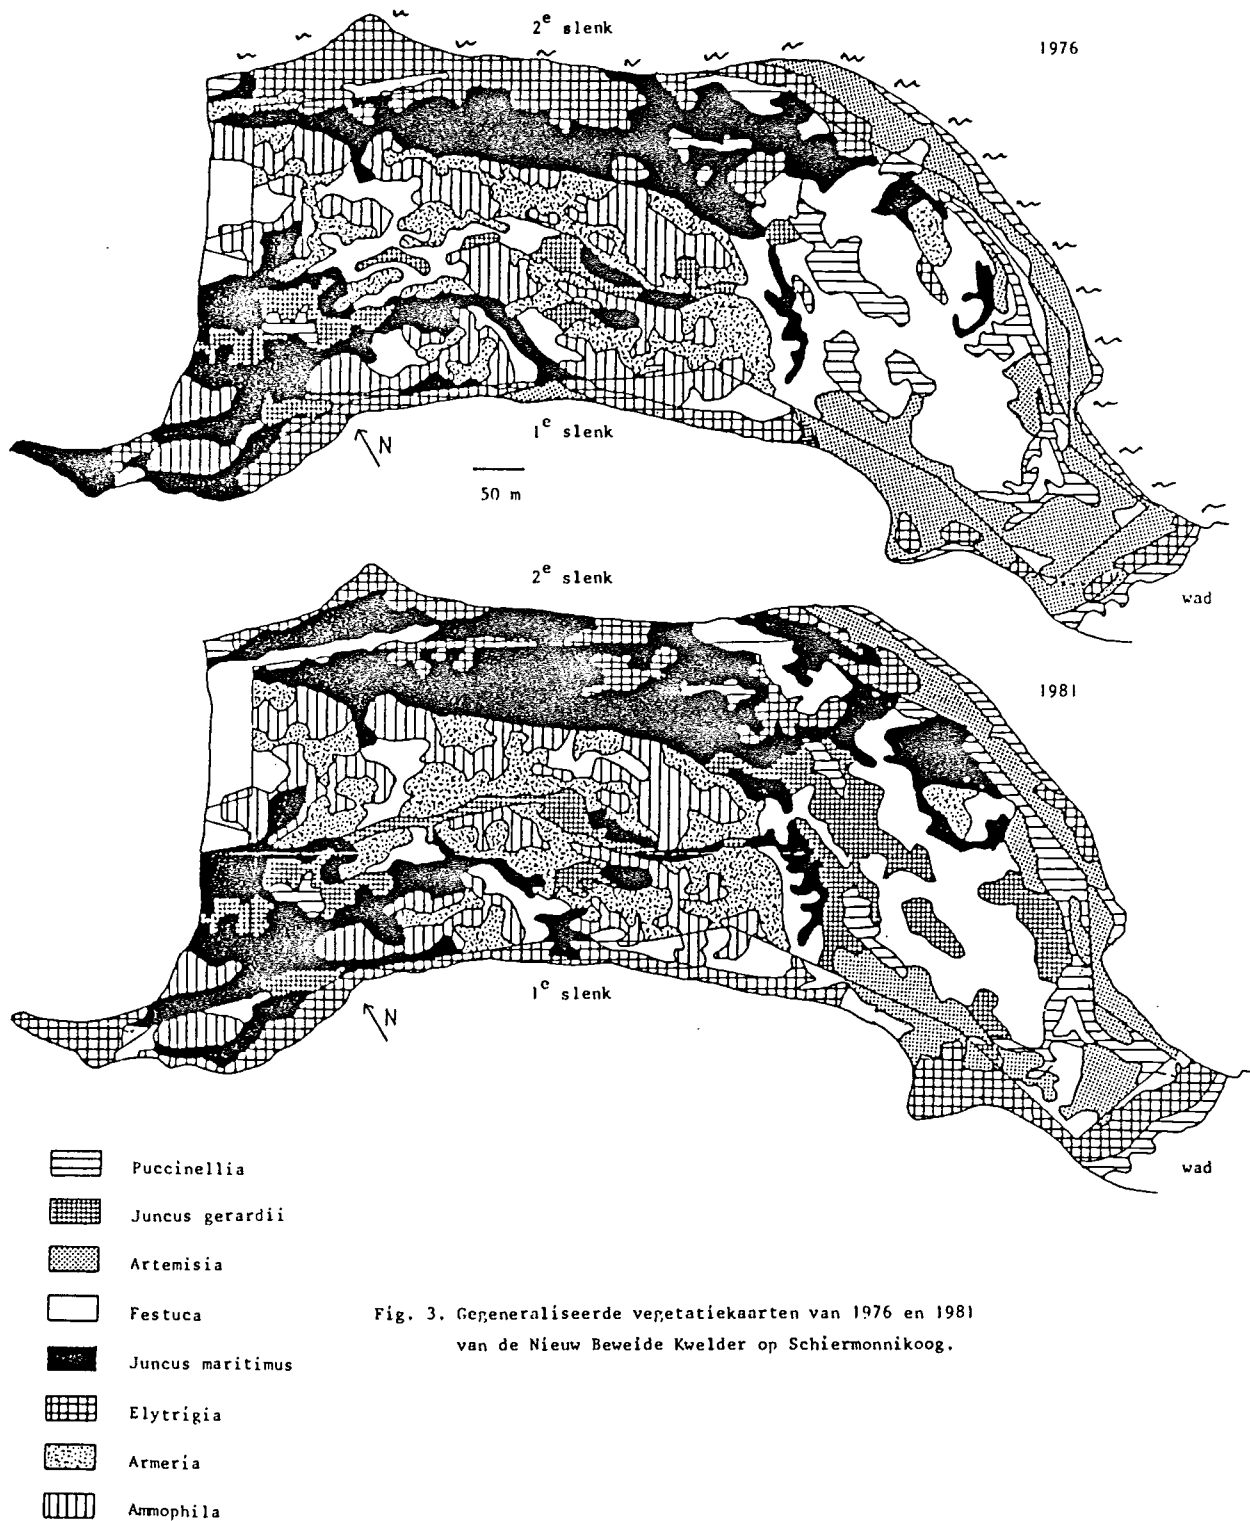 2e slenk
1976
N
1e slenk
50 m
wad
2e slenk
1981
N
1e slenk
wad
Puccinellia
Juncus gerardii
Artemisia
Festuca
Juncus maritimus
Elytrigia
Armeria
Ammophila
Fig. 3. Gegeneraliseerde vegetatiekaarten van 1976 en 1981
van de Nieuw Beweide Kwelder op Schiermonnikoog.